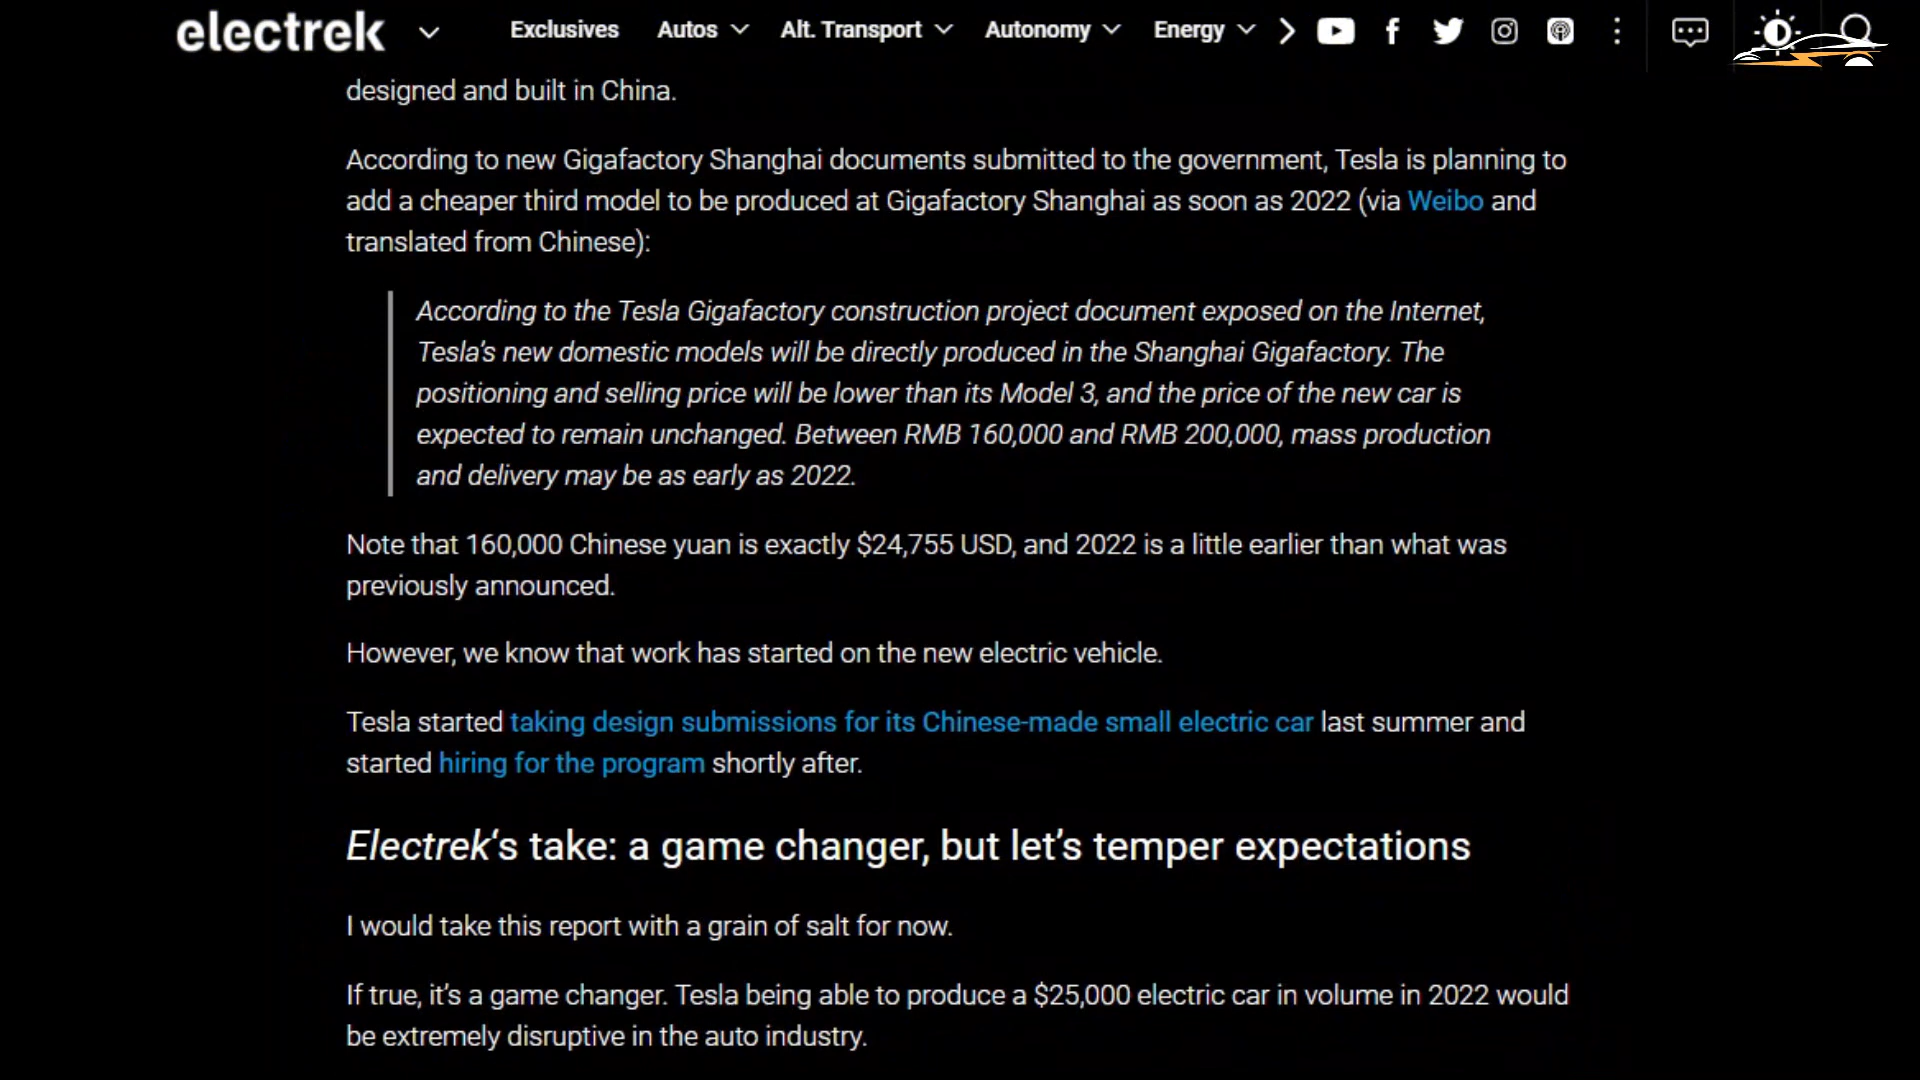 electrek
Exclusives Autos Alt. Transport Autonomy Energy
designed and built in China.
According to new Gigafactory Shanghai documents submitted to the government, Tesla is planning to
add a cheaper third model to be produced at Gigafactory Shanghai as soon as 2022 (via Weibo and
translated from Chinese):
According to the Tesla Gigafactory construction project document exposed on the Internet,
Tesla's new domestic models will be directly produced in the Shanghai Gigafactory. The
positioning and selling price will be lower than its Model 3, and the price of the new car is
expected to remain unchanged. Between RMB 160,000 and RMB 200,000, mass production
and delivery may be as early as 2022.
Note that 160,000 Chinese yuan is exactly $24,755 USD, and 2022 is a little earlier than what was
previously announced.
However, we know that work has started on the new electric vehicle.
Tesla started taking design submissions for its Chinese-made small electric car last summer and
started hiring for the program shortly after.
Electrek‘s take: a game changer, but let’s temper expectations
I would take this report with a grain of salt for now.
If true, it’s a game changer. Tesla being able to produce a $25,000 electric car in volume in 2022 would
be extremely disruptive in the auto industry.